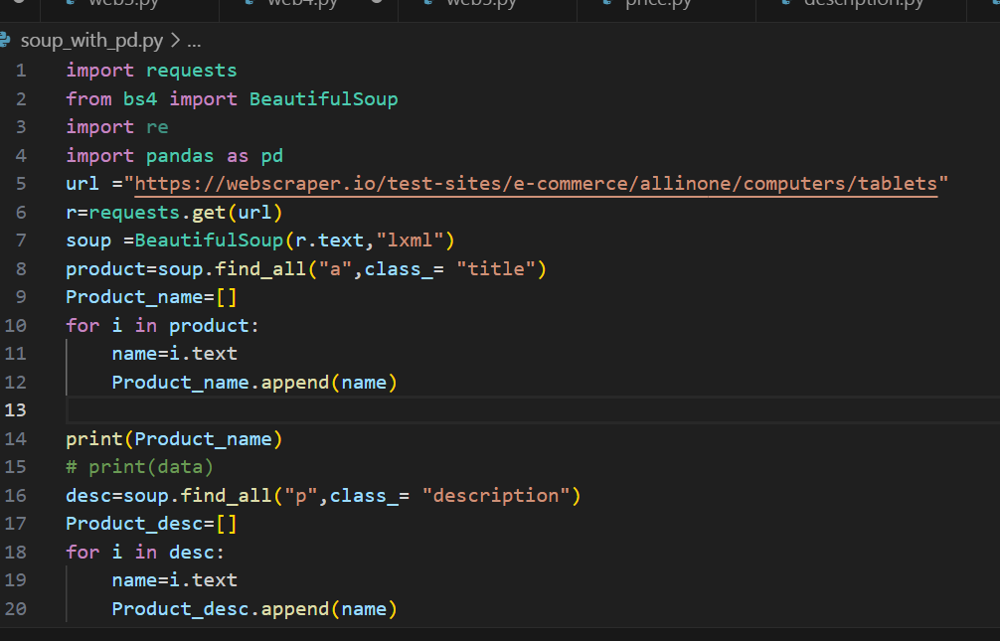 web3.py web4.py web5.py price.py description.py
soup_with_pd.py > ...
1 import requests
2 from bs4 import BeautifulSoup
3 import re
4 import pandas as pd
5 url ="https://webscraper.io/test-sites/e-commerce/allinone/computers/tablets"
6 r=requests.get(url)
7 soup =BeautifulSoup(r.text,"lxml")
8 product=soup.find_all("a",class_= "title")
9 Product_name=[]
10 for i in product:
11     name=i.text
12     Product_name.append(name)
13
14 print(Product_name)
15 # print(data)
16 desc=soup.find_all("p",class_= "description")
17 Product_desc=[]
18 for i in desc:
19     name=i.text
20     Product_desc.append(name)